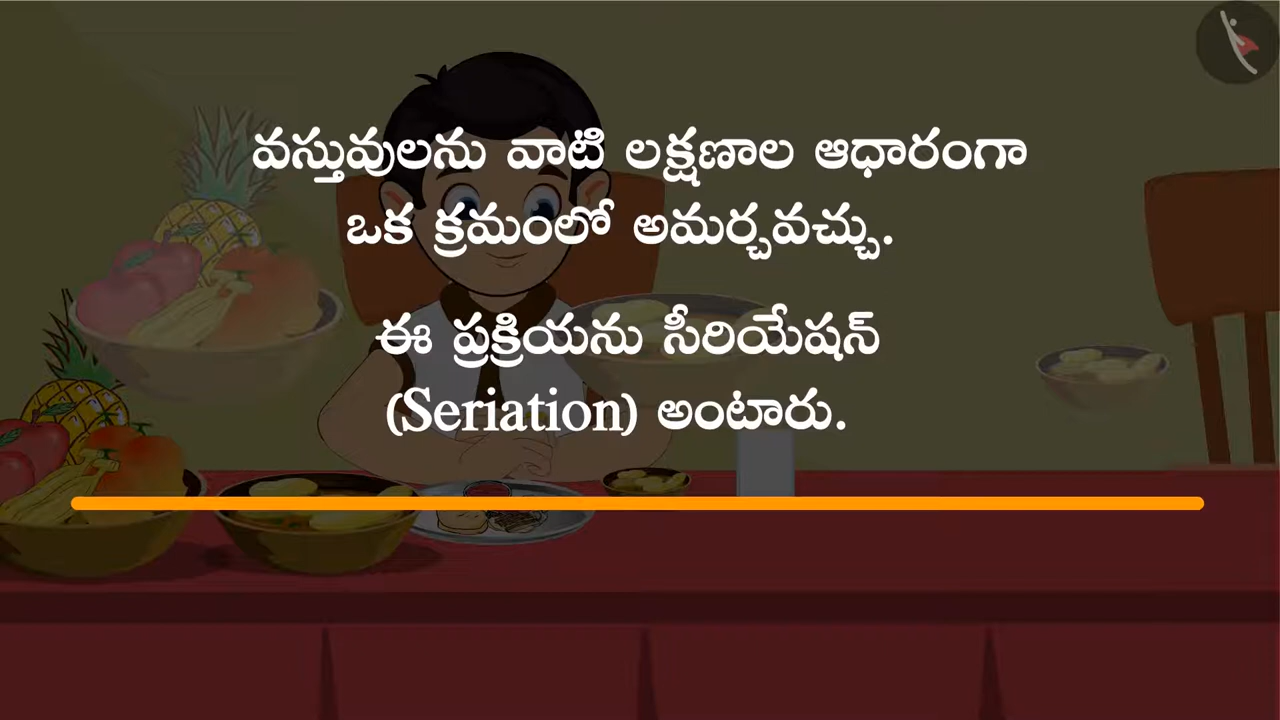 వస్తువులను వాటి లక్షణాల ఆధారంగా
ఒక క్రమంలో అమర్చవచ్చు.
ఈ ప్రక్రియను సీరియేషన్
(Seriation) అంటారు.